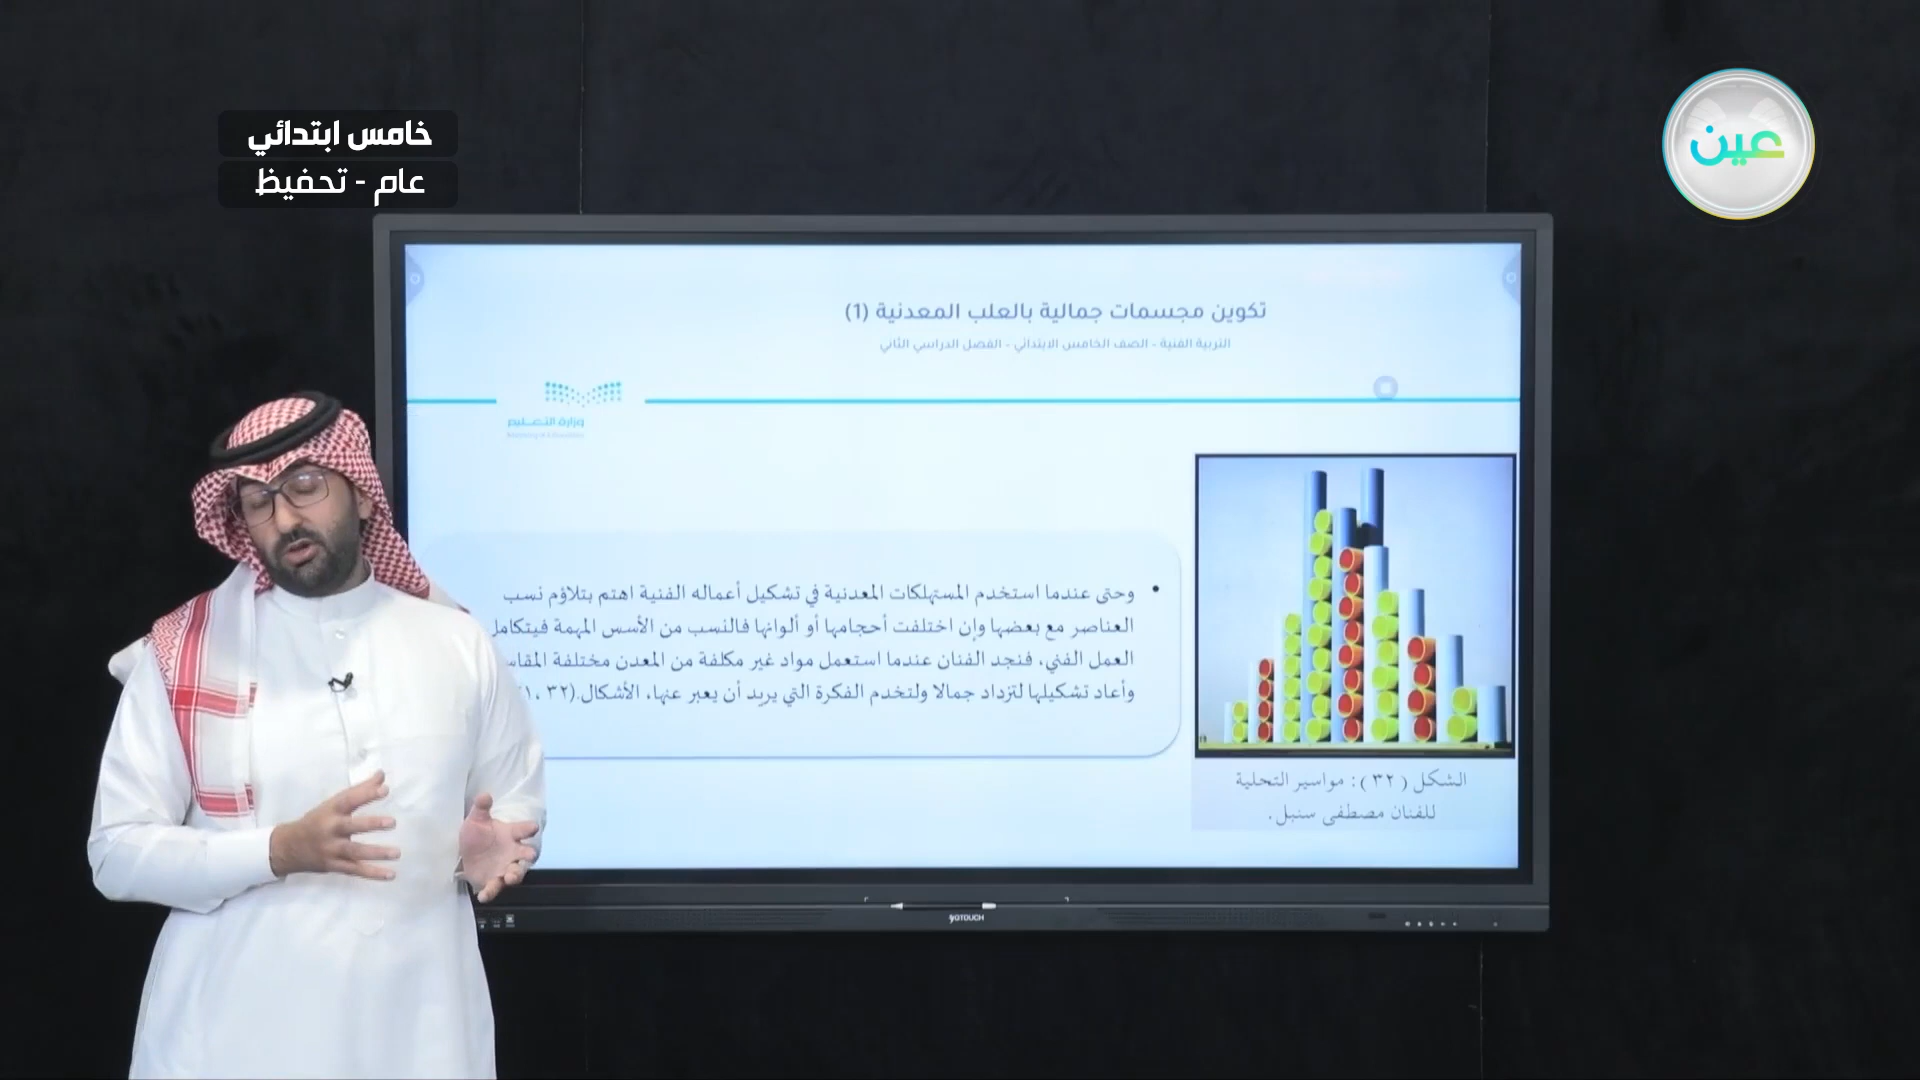 خامس ابتدائي
عام - تحفيظ
عين
تكوين مجسمات جمالية بالعلب المعدنية (1)
التربية الفنية - الصف الخامس الابتدائي - الفصل الدراسي الثاني
وزارة التعليم
• وحتى عندما استخدم المستهلكات المعدنية في تشكيل أعماله الفنية اهتم بتلاؤم نسب
العناصر مع بعضها وإن اختلفت أحجامها أو ألوانها فالنسب من الأسس المهمة فيتكامل
العمل الفني، فنجد الفنان عندما استعمل مواد غير مكلفة من المعدن مختلفة
وأعاد تشكيلها لتزداد جمالا ولتخدم الفكرة التي يريد أن يعبر عنها، الأشكال.(٣٢،
الشكل (٣٢): مواسير التحلية
للفنان مصطفى سنبل.